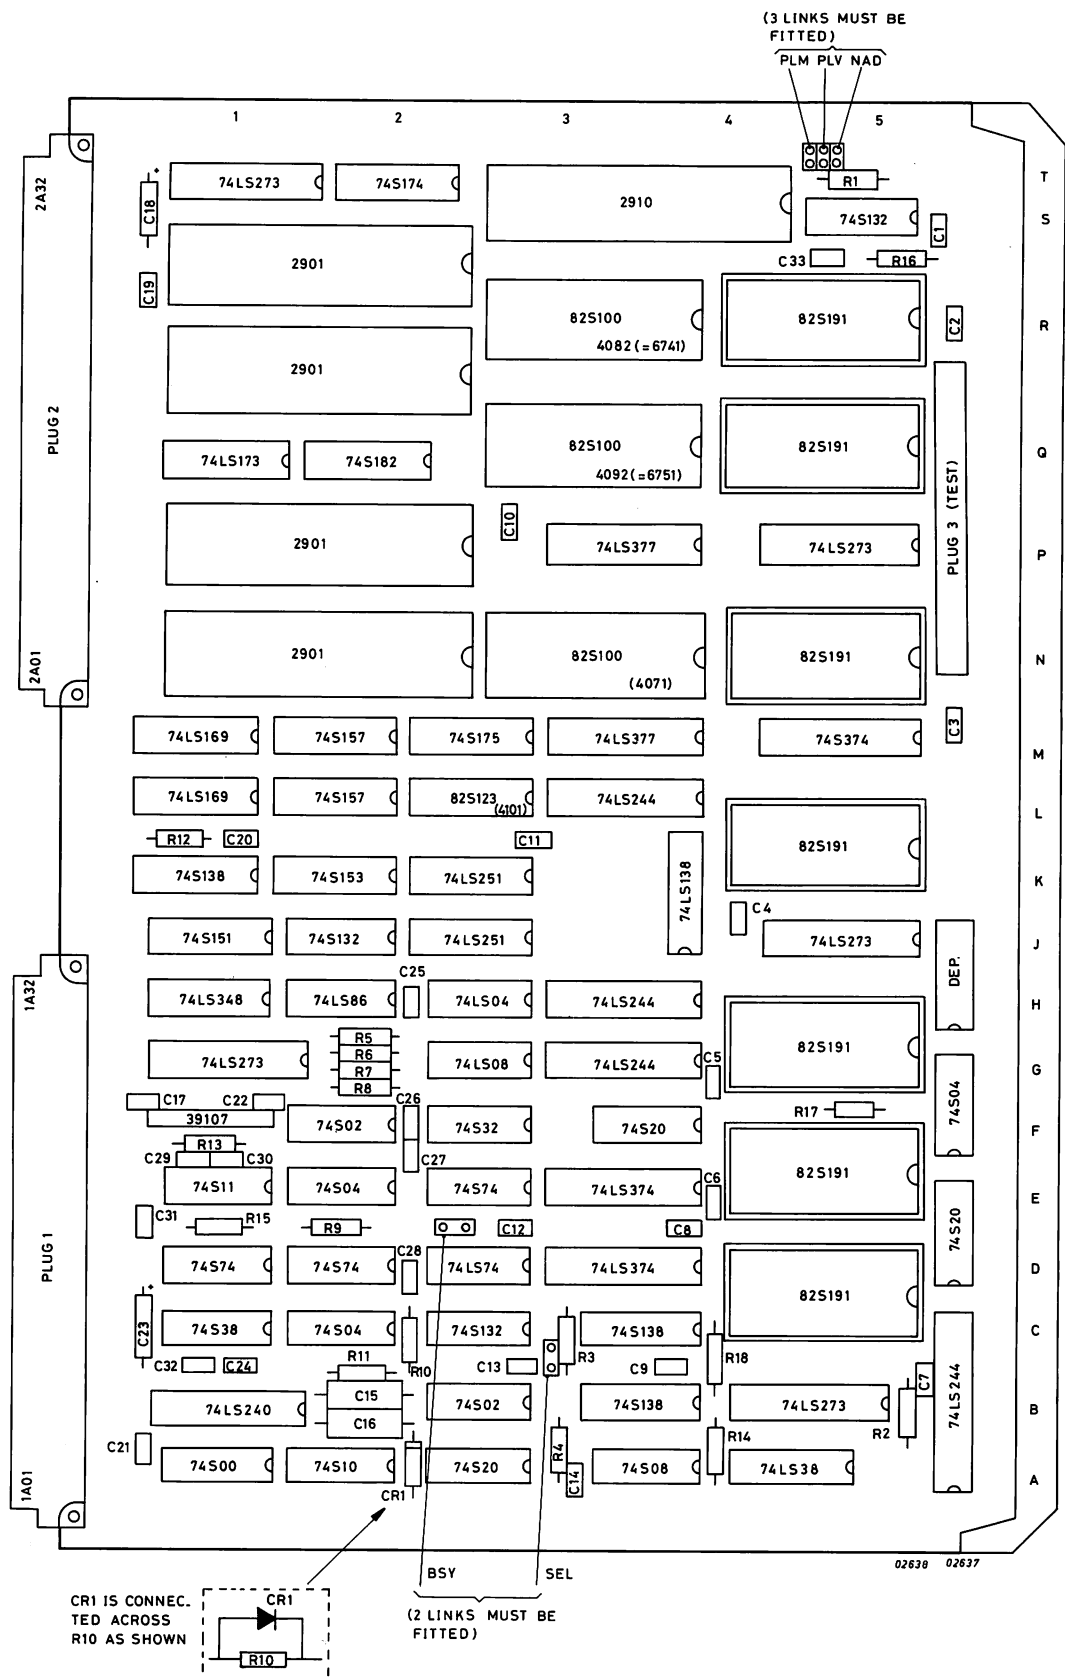 (3 LINKS MUST BE
FITTED)
PLM PLV NAD
1 2 3 4 5
2A32
PLUG 2
2A01
C18
+
74LS273 74S174 2910 R1 T
74S132 C1 S
C33 R16
2901
C19
82S100 4082 (=6741) 82S191 C2 R
2901
82S100 4092 (=6751) 82S191 Q
74LS173 74S182
PLUG 3 (TEST)
C10
2901 74LS377 74LS273 P
2901 82S100 (4071) 82S191 N
C3
74LS169 74S157 74S175 74LS377 74S374 M
74LS169 74S157 82S123 (4101) 74LS244 L
R12 C20 C11 82S191
74S138 74S153 74LS251 74LS138 K
C4
74S151 74S132 74LS251 74LS273 J
1A32
PLUG 1
1A01
C25 DEP.
74LS348 74LS86 74LS04 74LS244 H
R5
R6
R7
R8
74LS273 74LS08 74LS244 C5 82S191 G
C17 C22 C26 R17 74S04
39107 74S02 74S32 74S20 F
R13
C29 C30 C27
74S11 74S04 74S74 74LS374 C6 82S191 E
C31 R15 R9 C12 C8 74S20
C28
74S74 74S74 74LS74 74LS374 82S191 D
+
C23 74S38 74S04 74S132 74S138 C
C32 C24 R11 R10 C13 R3 C9 R18
C15
C16
74LS240 74S02 74S138 74LS273 R2 C7 74LS244 B
C21 R4 R14
74S00 74S10 74S20 C14 74S08 74LS38 A
CR1
02638 02637
BSY SEL
(2 LINKS MUST BE
FITTED)
CR1 IS CONNEC_
TED ACROSS
R10 AS SHOWN
CR1
R10